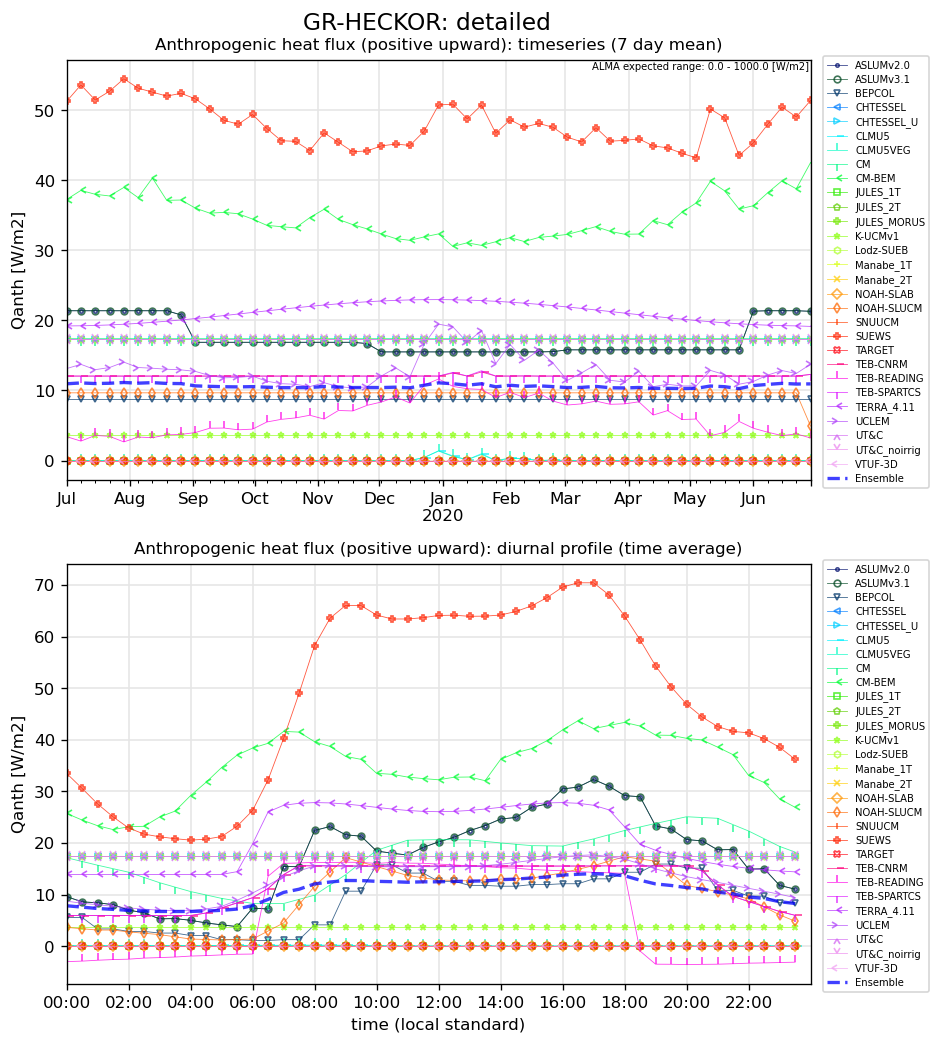 GR-HECKOR: detailed
Anthropogenic heat flux (positive upward): timeseries (7 day mean)
ALMA expected range: 0.0 - 1000.0 [W/m2]
Qanth [W/m2]
50
40
30
20
10
0
Jul Aug Sep Oct Nov Dec Jan Feb Mar Apr May Jun
2020
ASLUMv2.0
ASLUMv3.1
BEPCOL
CHTESSEL
CHTESSEL_U
CLMU5
CLMU5VEG
CM
CM-BEM
JULES_1T
JULES_2T
JULES_MORUS
K-UCMv1
Lodz-SUEB
Manabe_1T
Manabe_2T
NOAH-SLAB
NOAH-SLUCM
SNUUCM
SUEWS
TARGET
TEB-CNRM
TEB-READING
TEB-SPARTCS
TERRA_4.11
UCLEM
UT&C
UT&C_noirrig
VTUF-3D
Ensemble
Anthropogenic heat flux (positive upward): diurnal profile (time average)
Qanth [W/m2]
70
60
50
40
30
20
10
0
00:00 02:00 04:00 06:00 08:00 10:00 12:00 14:00 16:00 18:00 20:00 22:00
time (local standard)
ASLUMv2.0
ASLUMv3.1
BEPCOL
CHTESSEL
CHTESSEL_U
CLMU5
CLMU5VEG
CM
CM-BEM
JULES_1T
JULES_2T
JULES_MORUS
K-UCMv1
Lodz-SUEB
Manabe_1T
Manabe_2T
NOAH-SLAB
NOAH-SLUCM
SNUUCM
SUEWS
TARGET
TEB-CNRM
TEB-READING
TEB-SPARTCS
TERRA_4.11
UCLEM
UT&C
UT&C_noirrig
VTUF-3D
Ensemble